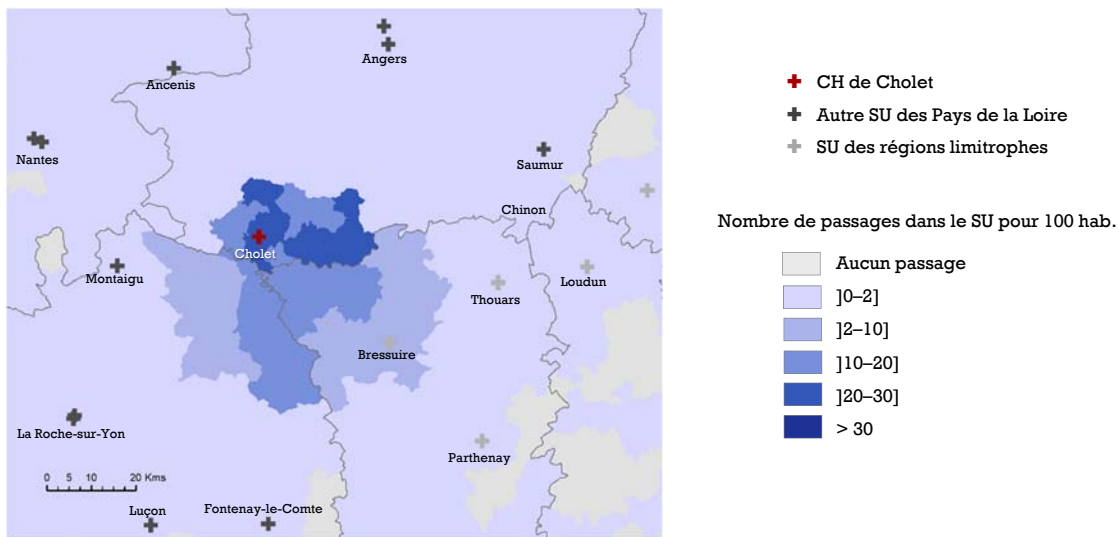 Angers
Ancenis
Nantes
Saumur
Chinon
Cholet
Montaigu
Thouars
Loudun
Bressuire
La Roche-sur-Yon
Parthenay
0 5 10 20 Kms
Luçon
Fontenay-le-Comte
CH de Cholet
Autre SU des Pays de la Loire
SU des régions limitrophes
Nombre de passages dans le SU pour 100 hab.
Aucun passage
]0–2]
]2–10]
]10–20]
]20–30]
> 30